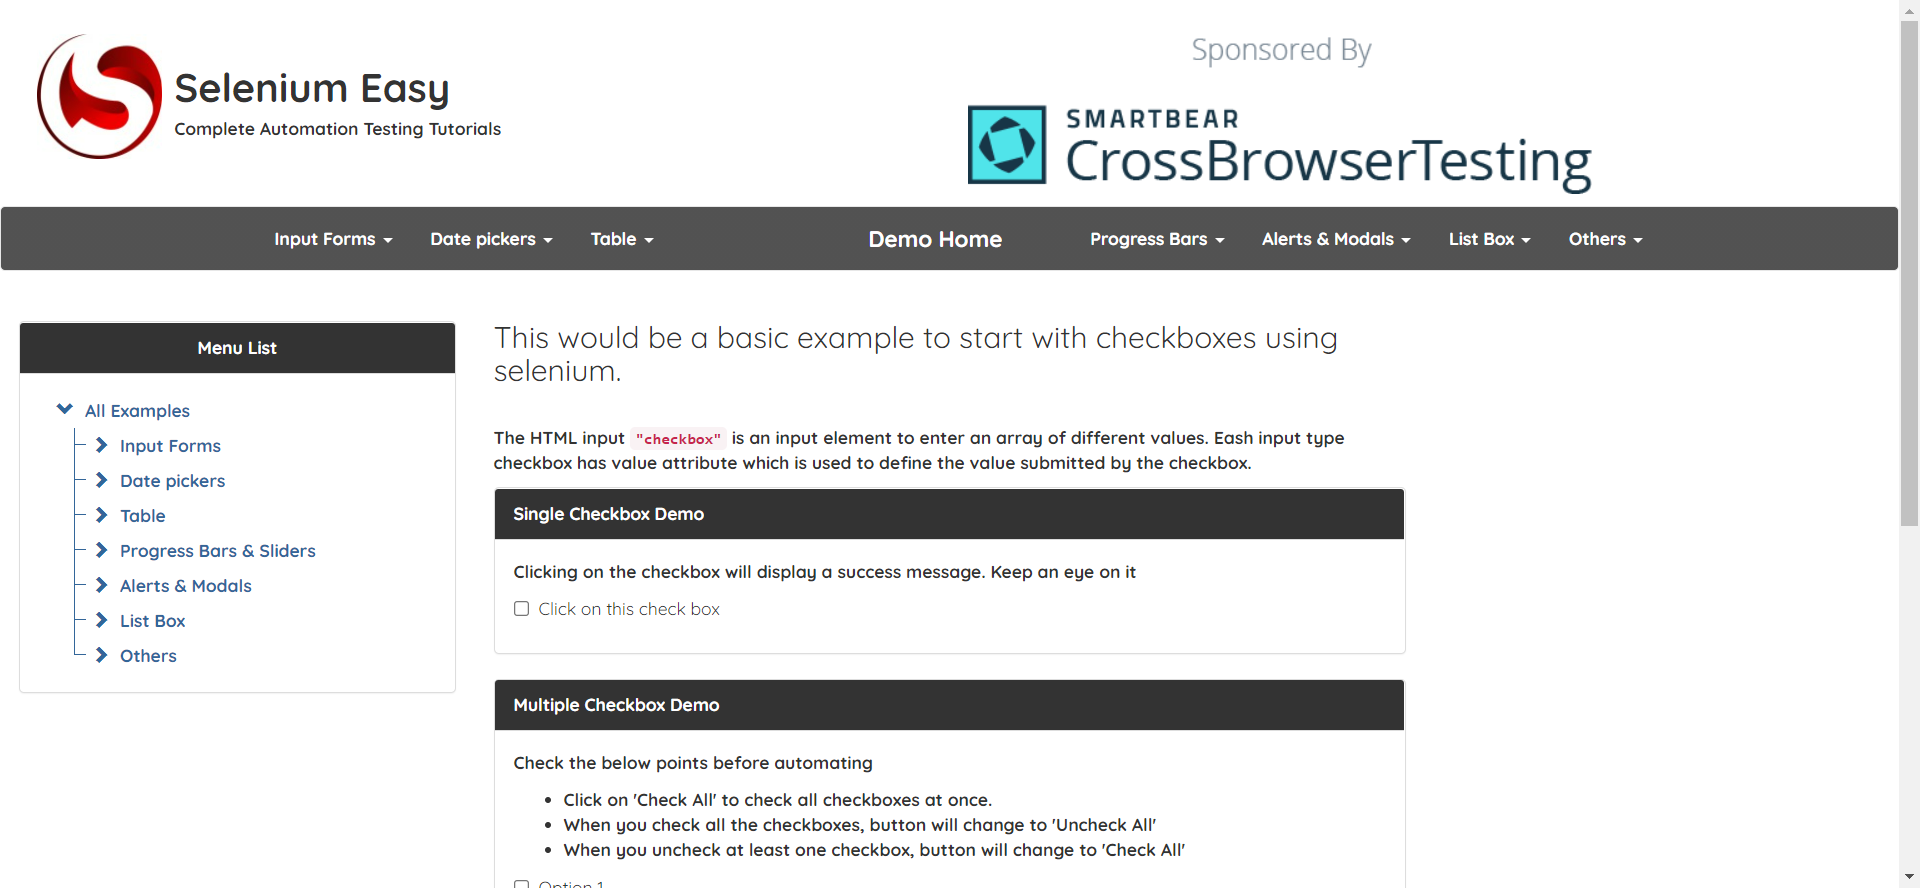 Sponsored By
Selenium Easy
Complete Automation Testing Tutorials
SMARTBEAR
CrossBrowserTesting
Input Forms Date pickers Table Demo Home Progress Bars Alerts & Modals List Box Others
Menu List
All Examples
Input Forms
Date pickers
Table
Progress Bars & Sliders
Alerts & Modals
List Box
Others
This would be a basic example to start with checkboxes using
selenium.
The HTML input "checkbox" is an input element to enter an array of different values. Eash input type
checkbox has value attribute which is used to define the value submitted by the checkbox.
Single Checkbox Demo
Clicking on the checkbox will display a success message. Keep an eye on it
Click on this check box
Multiple Checkbox Demo
Check the below points before automating
Click on 'Check All' to check all checkboxes at once.
When you check all the checkboxes, button will change to 'Uncheck All'
When you uncheck at least one checkbox, button will change to 'Check All'
Option 1